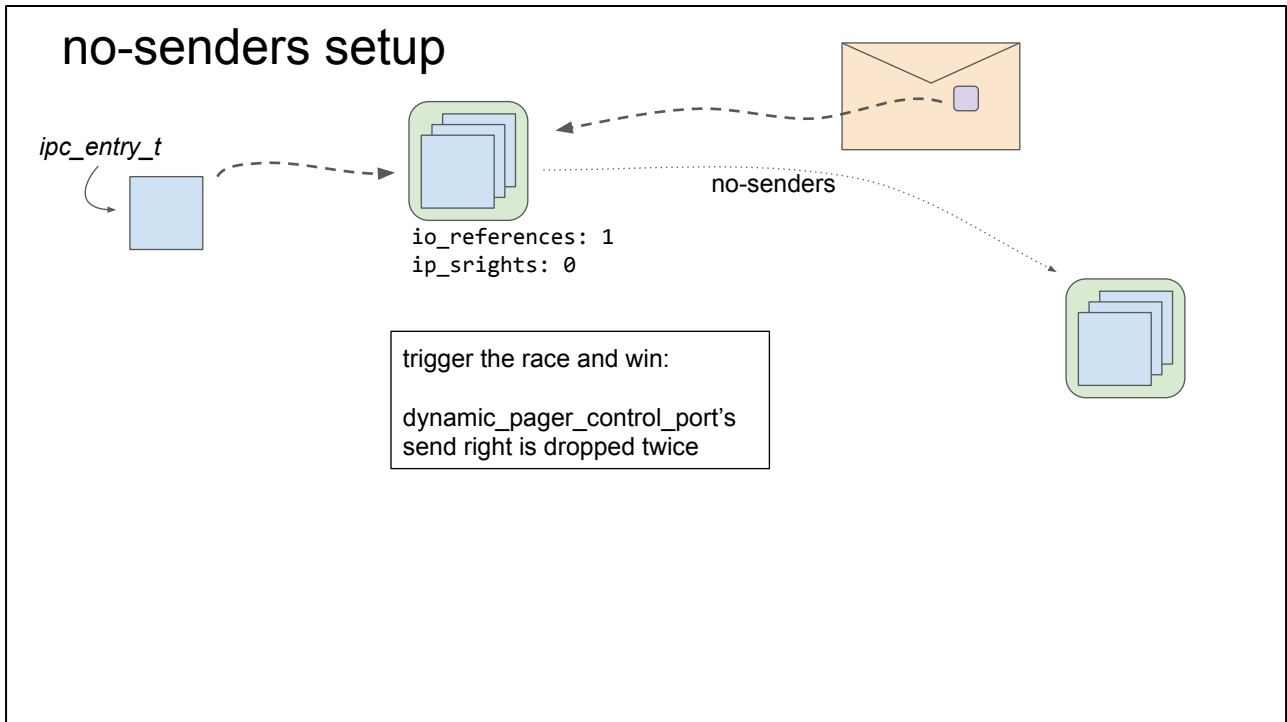 no-senders setup
ipc_entry_t
no-senders
io_references: 1
ip_srights: 0
trigger the race and win:
dynamic_pager_control_port’s
send right is dropped twice